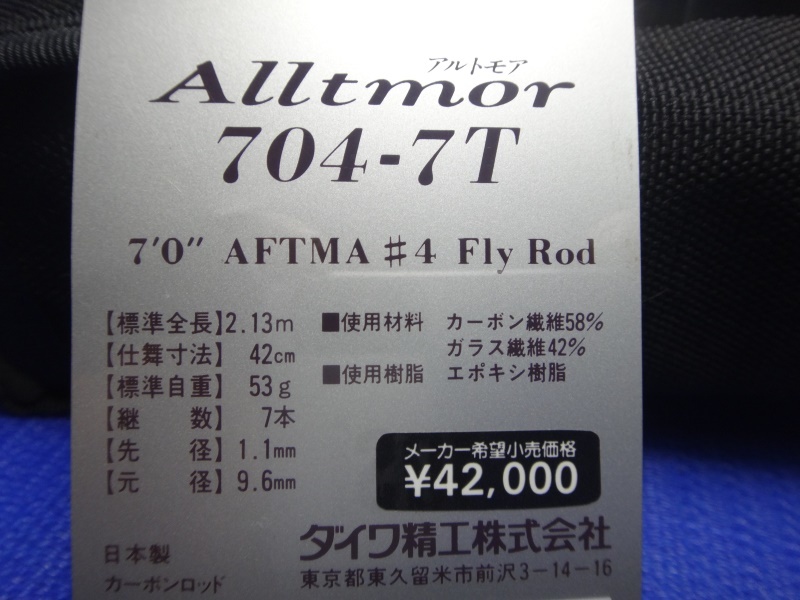 アルトモア
Alltmor
704-7T
7'0" AFTMA #4 Fly Rod
【標準全長】2.13m ■使用材料 カーボン繊維58%
【仕舞寸法】 42cm ガラス繊維42%
【標準自重】 53g ■使用樹脂 エポキシ樹脂
【継 数】 7本
【先 径】 1.1mm
【元 径】 9.6mm
メーカー希望小売価格
¥42,000
ダイワ精工株式会社
日本製
東京都東久留米市前沢3-14-16
カーボンロッド